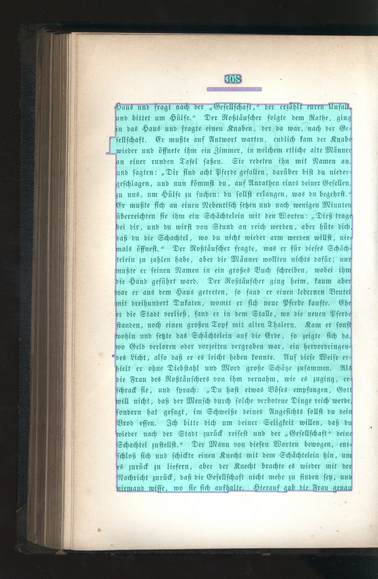 308
Haus und fragt nach der „Gesellschaft,“ der erzählt euren Unfall,
und bittet um Hülfe.“ Der Roßtäuscher folgte dem Rathe, ging
in das Haus und fragte einen Knaben, der da war, nach der Ge-
sellschaft. Er mußte auf Antwort warten, endlich kam der Knabe
wieder und öffnete ihm ein Zimmer, in welchem etliche alte Männer
an einer runden Tafel saßen. Sie redeten ihn mit Namen an,
und sagten: „Dir sind acht Pferde gefallen, darüber bist du nieder-
geschlagen, und nun kömmst du, auf Anrathen eines deiner Gesellen,
zu uns, um Hülfe zu suchen: du sollst erlangen, was du begehrst.“
Er mußte sich an einen Nebentisch setzen und nach wenigen Minuten
überreichten sie ihm ein Schächtelein mit den Worten: „Dieß trage
bei dir, und du wirst von Stund an reich werden, aber hüte dich,
daß du die Schachtel, wo du nicht wieder arm werden willst, nie-
mals öffnest.“ Der Roßtäuscher fragte, was er für dieses Schäch-
telein zu zahlen habe, aber die Männer wollten nichts dafür; nur
mußte er seinen Namen in ein großes Buch schreiben, wobei ihm
die Hand geführt ward. Der Roßtäuscher ging heim, kaum aber
war er aus dem Haus getreten, so fand er einen ledernen Beutel
mit dreihundert Dukaten, womit er sich neue Pferde kaufte. Ehe
er die Stadt verließ, fand er in dem Stalle, wo die neuen Pferde
standen, noch einen großen Topf mit alten Thalern. Kam er sonst
wohin und setzte das Schächtelein auf die Erde, so zeigte sich da,
wo Geld verloren oder vorzeiten vergraben war, ein hervordringen-
des Licht, also daß er es leicht heben konnte. Auf diese Weise er-
hielt er ohne Diebstahl und Mord große Schätze zusammen. Als
die Frau des Roßtäuschers von ihm vernahm, wie es zuging, er-
schrack sie, und sprach: „Du hast etwas Böses empfangen, Gott
will nicht, daß der Mensch durch solche verbotene Dinge reich werde,
sondern hat gesagt, im Schweiße deines Angesichts sollst du dein
Brod essen. Ich bitte dich um deiner Seligkeit willen, daß du
wieder nach der Stadt zurück reisest und der „Gesellschaft“ deine
Schachtel zustellst.“ Der Mann von diesen Worten bewogen, ent-
schloß sich und schickte einen Knecht mit dem Schächtelein hin, um
es zurück zu liefern, aber der Knecht brachte es wieder mit der
Nachricht zurück, daß die Gesellschaft nicht mehr zu finden sey, und
niemand wisse, wo sie sich aufhalte. Hierauf gab die Frau genau